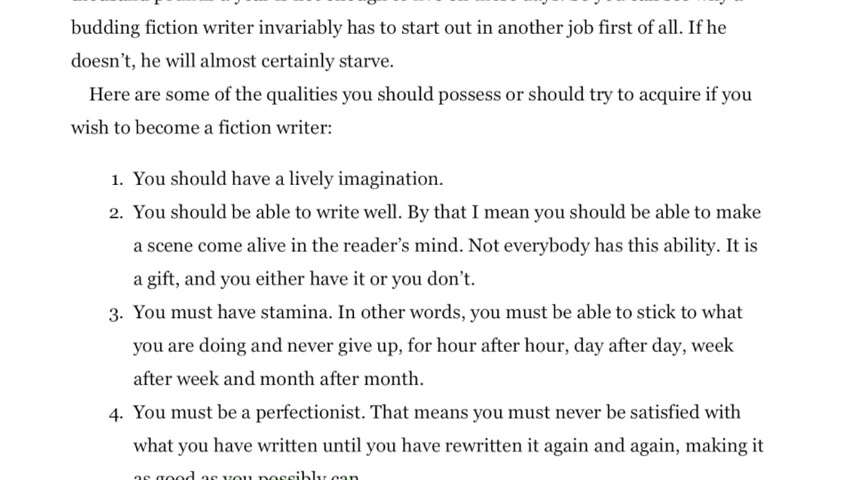 budding fiction writer invariably has to start out in another job first of all. If he
doesn’t, he will almost certainly starve.
Here are some of the qualities you should possess or should try to acquire if you
wish to become a fiction writer:
1. You should have a lively imagination.
2. You should be able to write well. By that I mean you should be able to make
a scene come alive in the reader’s mind. Not everybody has this ability. It is
a gift, and you either have it or you don’t.
3. You must have stamina. In other words, you must be able to stick to what
you are doing and never give up, for hour after hour, day after day, week
after week and month after month.
4. You must be a perfectionist. That means you must never be satisfied with
what you have written until you have rewritten it again and again, making it
as good as you possibly can.